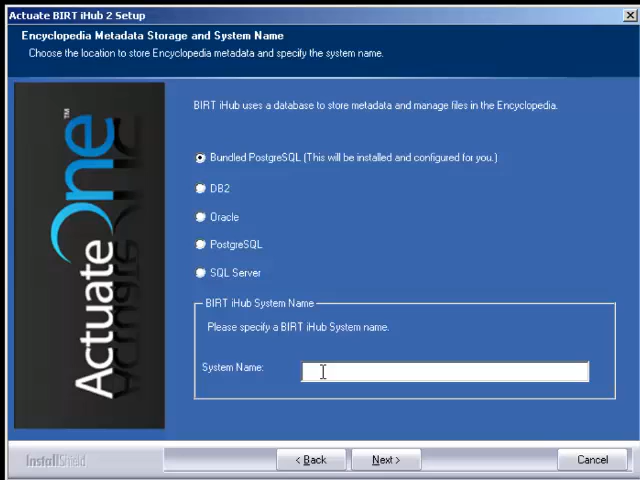 Actuate BIRT iHub 2 Setup
Encyclopedia Metadata Storage and System Name
Choose the location to store Encyclopedia metadata and specify the system name.
ActuateOne™
BIRT iHub uses a database to store metadata and manage files in the Encyclopedia.
Bundled PostgreSQL (This will be installed and configured for you.)
DB2
Oracle
PostgreSQL
SQL Server
BIRT iHub System Name
Please specify a BIRT iHub System name.
System Name:
InstallShield
< Back
Next >
Cancel